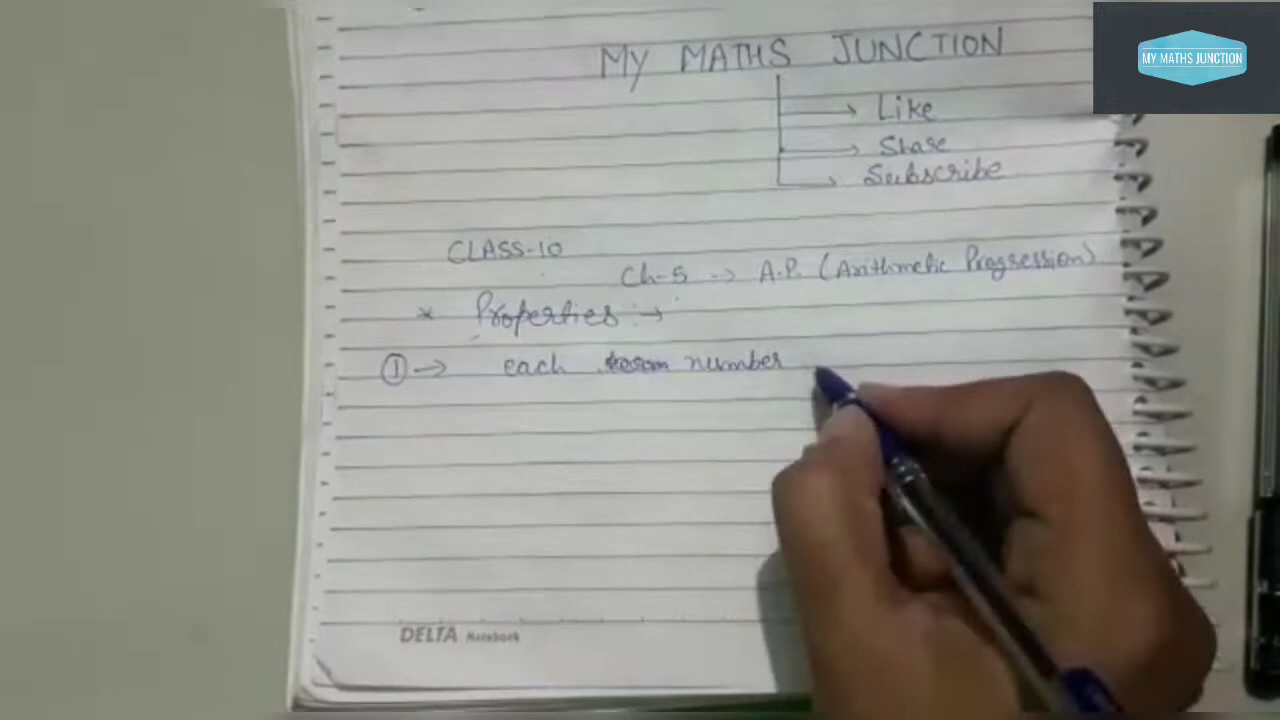 MY MATHS JUNCTION
MY MATHS JUNCTION
Like
Share
Subscribe
CLASS-10
Ch-5 → A.P. (Arithmetic Progression)
* Properties :→
① → each number
DELTA Notebook